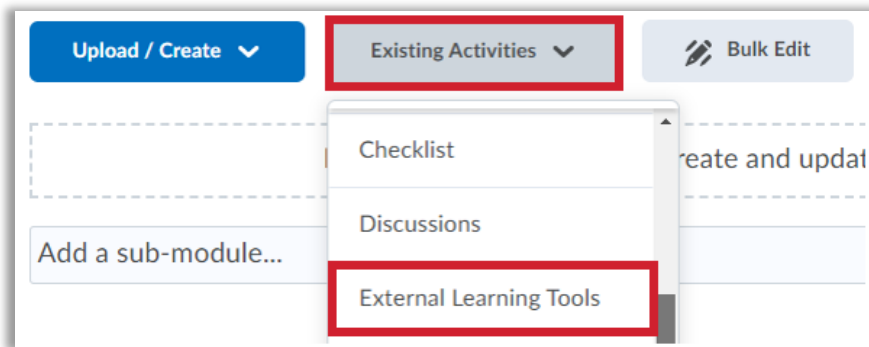 Upload / Create
Existing Activities
Bulk Edit
Checklist
reate and updat
Discussions
Add a sub-module...
External Learning Tools